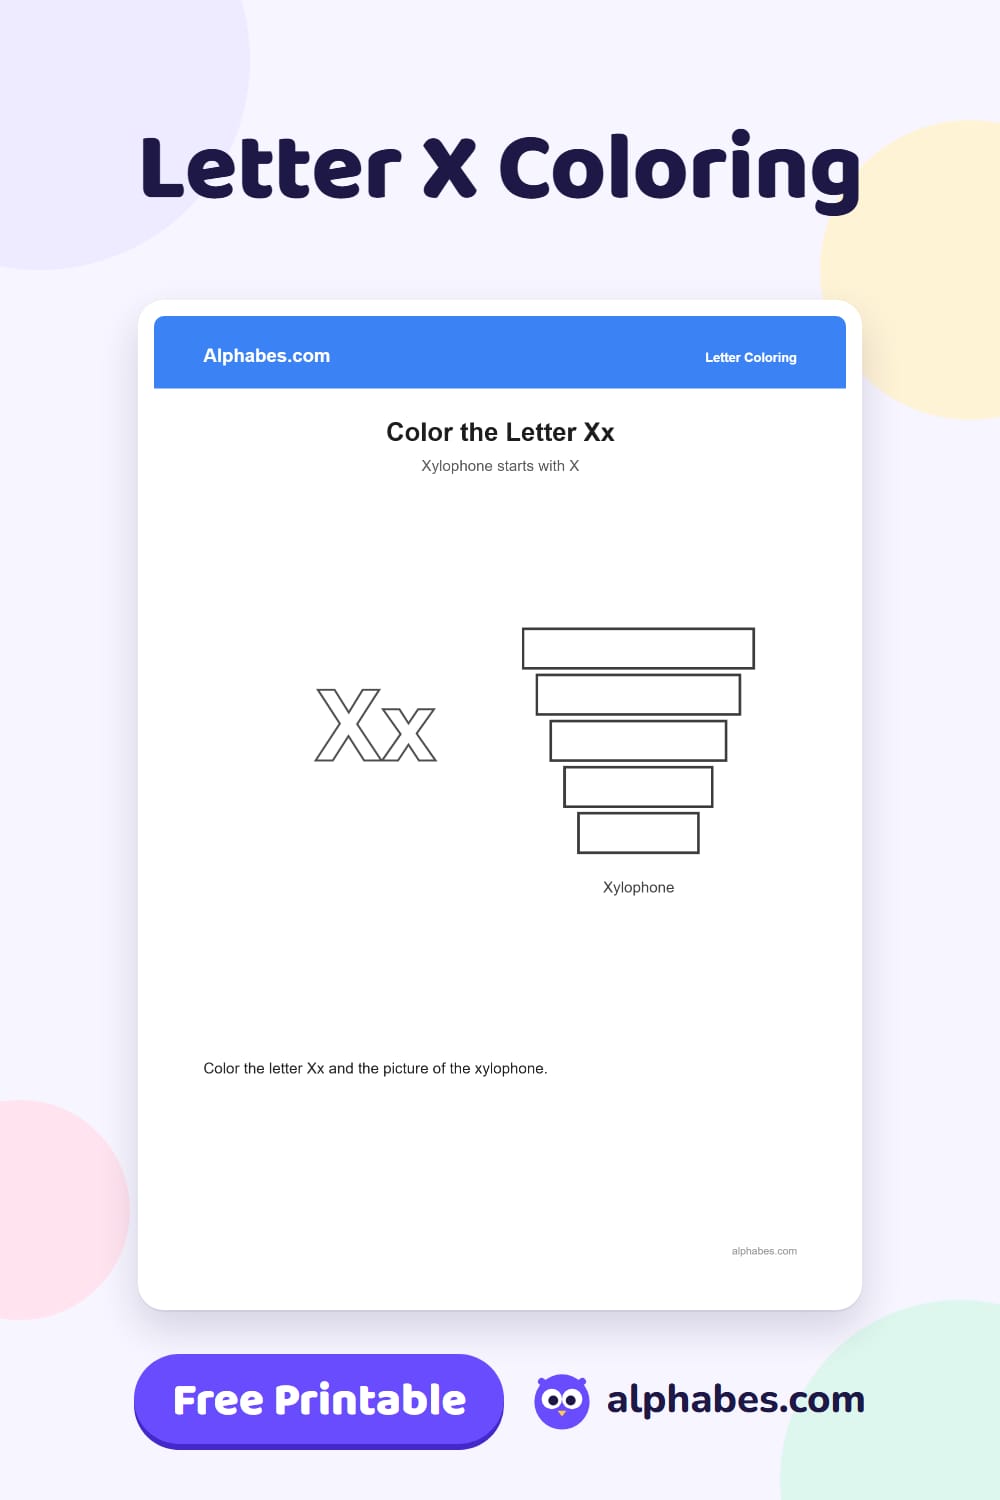 Letter X Coloring
Alphabes.com
Letter Coloring
Color the Letter Xx
Xylophone starts with X
Xx
Xylophone
Color the letter Xx and the picture of the xylophone.
alphabes.com
Free Printable
alphabes.com